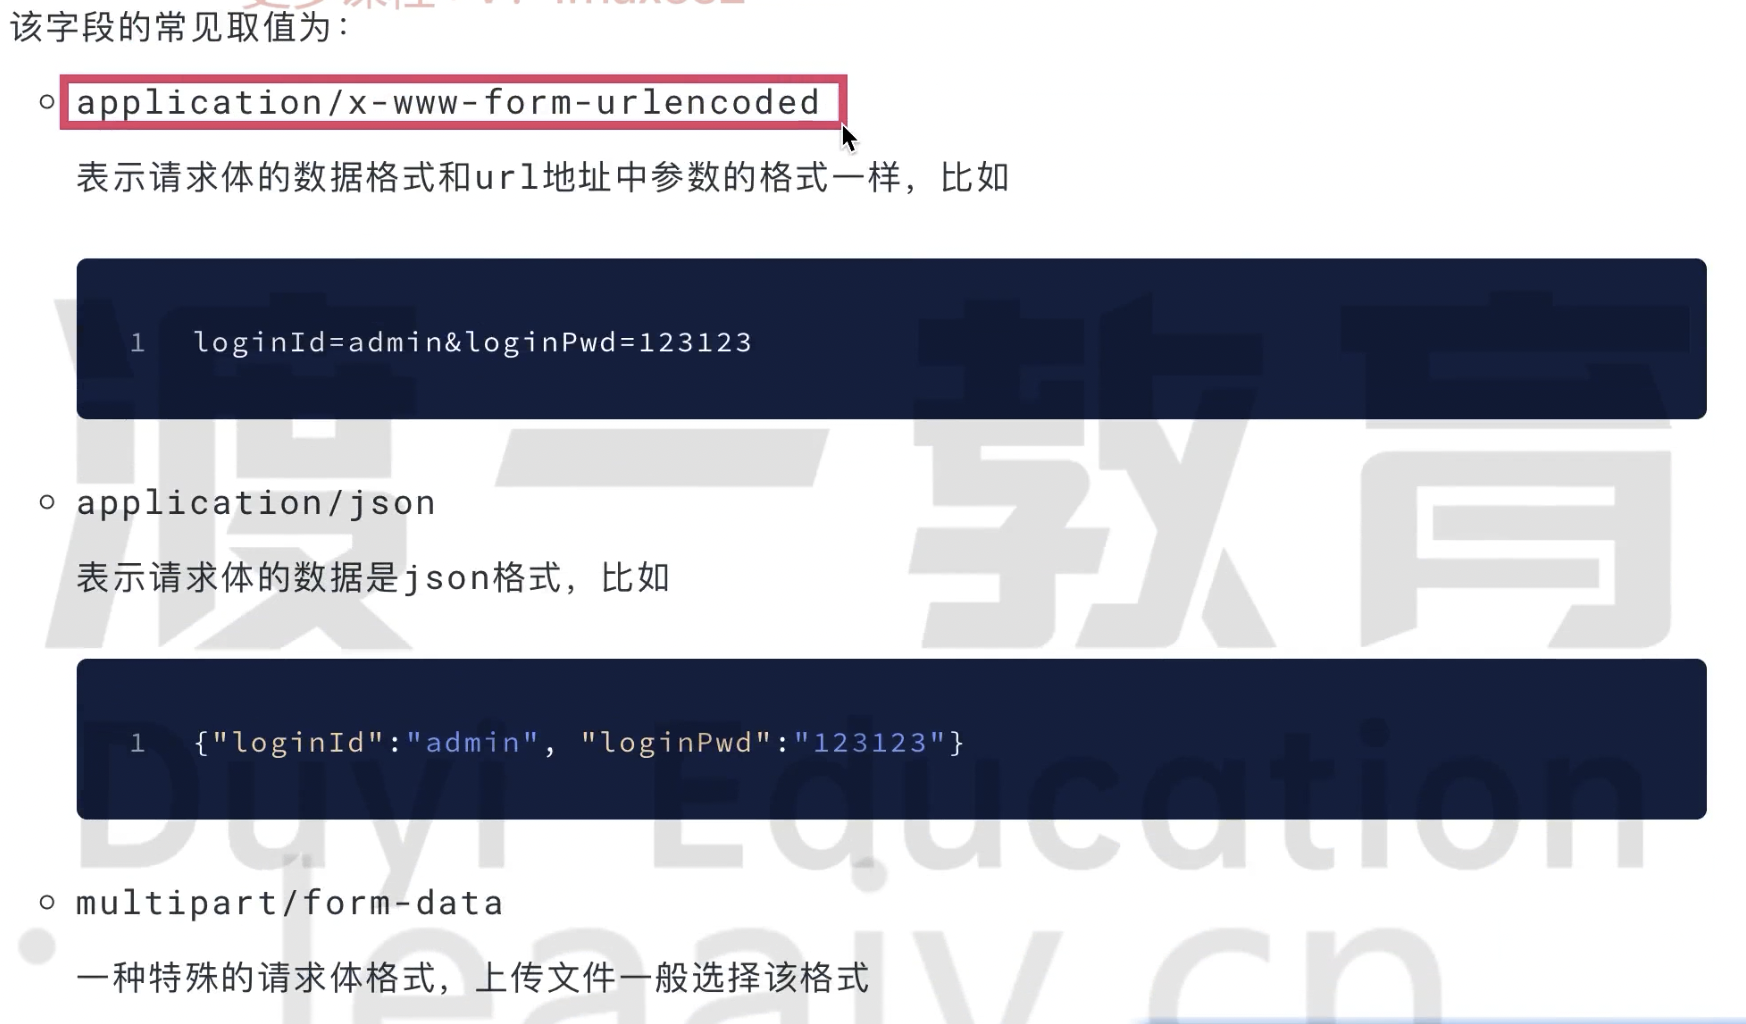 该字段的常见取值为：
application/x-www-form-urlencoded
表示请求体的数据格式和url地址中参数的格式一样，比如
1 loginId=admin&loginPwd=123123
渡一教育
application/json
表示请求体的数据是json格式，比如
1 {"loginId":"admin", "loginPwd":"123123"}
Duyi Education
multipart/form-data
一种特殊的请求体格式，上传文件一般选择该格式